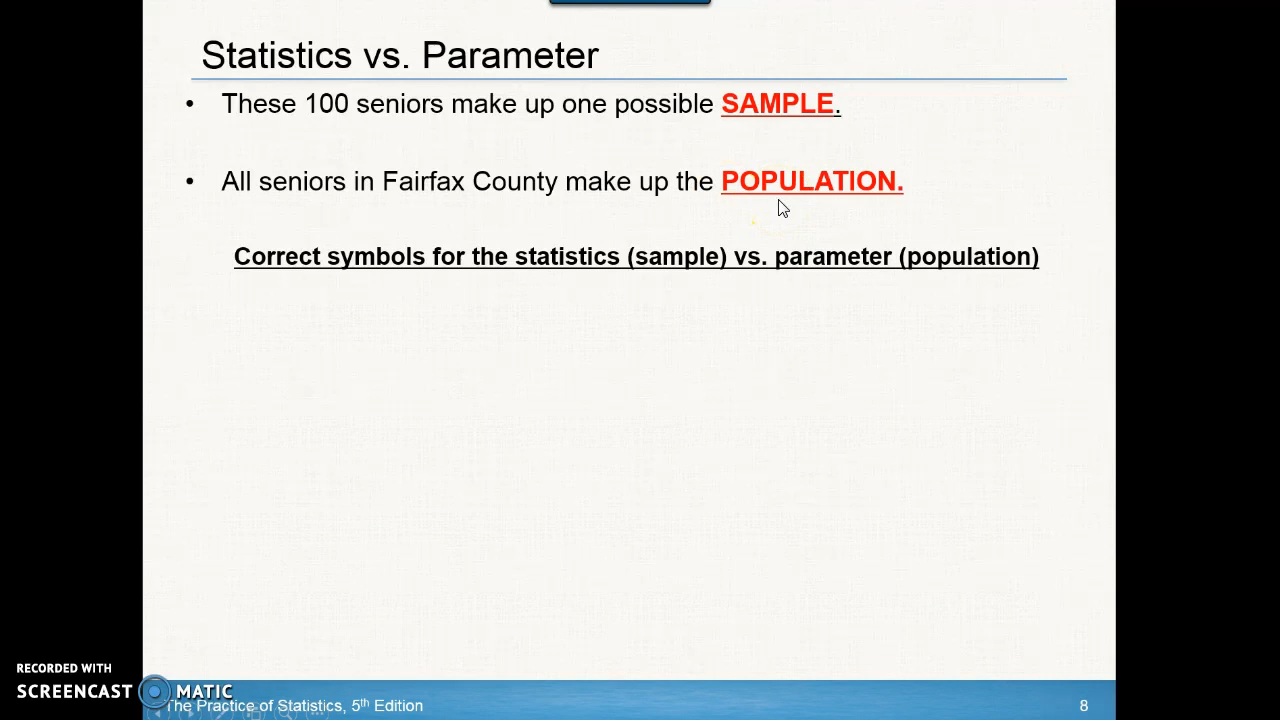 Statistics vs. Parameter
• These 100 seniors make up one possible SAMPLE.
• All seniors in Fairfax County make up the POPULATION.
Correct symbols for the statistics (sample) vs. parameter (population)
RECORDED WITH
SCREENCAST MATIC
The Practice of Statistics, 5th Edition
8